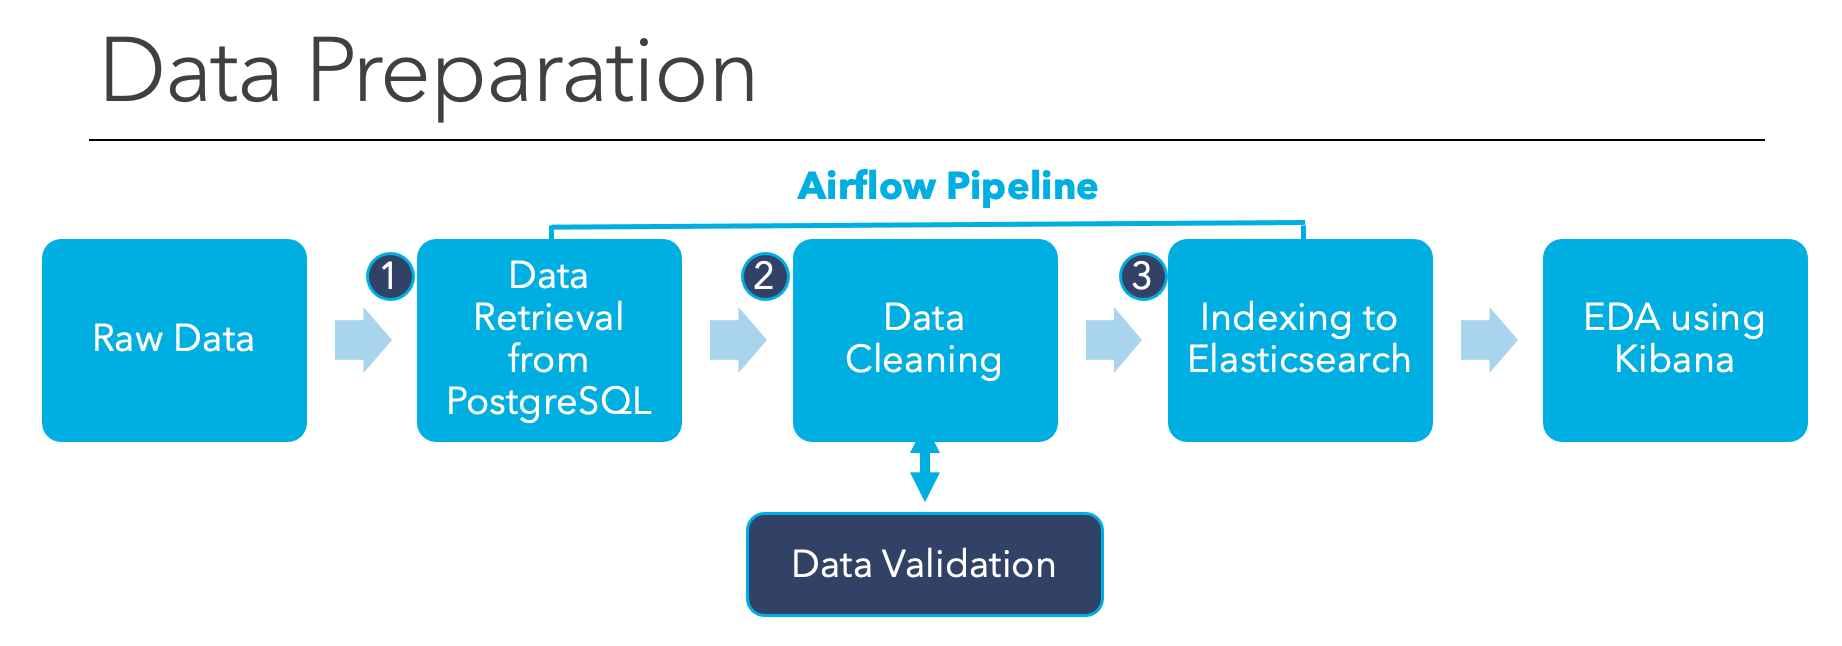 Data Preparation
Airflow Pipeline
Raw Data
1
Data
Retrieval
from
PostgreSQL
2
Data
Cleaning
3
Indexing to
Elasticsearch
EDA using
Kibana
Data Validation